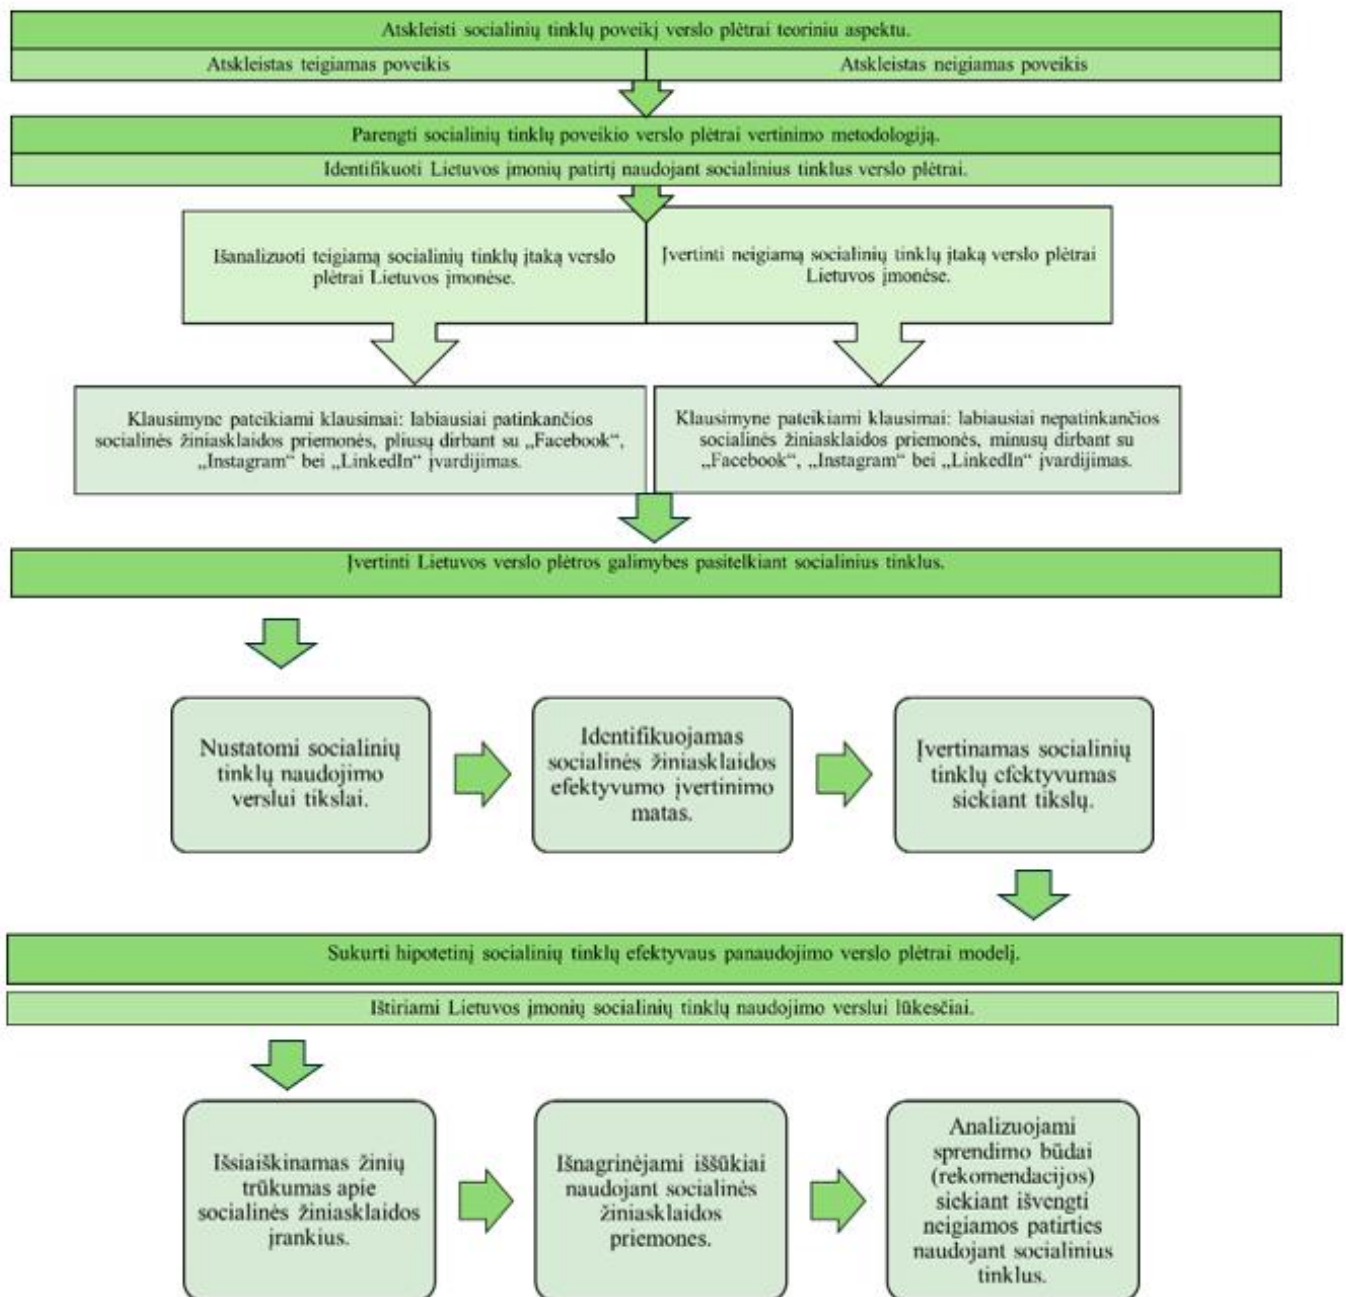 Atskleisti socialinių tinklų poveikį verslo plėtrai teoriniu aspektu.
Atskleistas teigiamas poveikis
Atskleistas neigiamas poveikis
Parengti socialinių tinklų poveikio verslo plėtrai vertinimo metodologiją.
Identifikuoti Lietuvos įmonių patirtį naudojant socialinius tinklus verslo plėtrai.
Išanalizuoti teigiamą socialinių tinklų įtaką verslo
plėtrai Lietuvos įmonėse.
Įvertinti neigiamą socialinių tinklų įtaką verslo plėtrai
Lietuvos įmonėse.
Klausimyne pateikiami klausimai: labiausiai patinkančios
socialinės žiniasklaidos priemonės, pliusų dirbant su „Facebook“,
„Instagram“ bei „LinkedIn“ įvardijimas.
Klausimyne pateikiami klausimai: labiausiai nepatinkančios
socialinės žiniasklaidos priemonės, minusų dirbant su
„Facebook“, „Instagram“ bei „LinkedIn“ įvardijimas.
Įvertinti Lietuvos verslo plėtros galimybes pasitelkiant socialinius tinklus.
Nustatomi socialinių
tinklų naudojimo
verslui tikslai.
Identifikuojamas
socialinės žiniasklaidos
efektyvumo įvertinimo
matas.
Įvertinamas socialinių
tinklų efektyvumas
siekiant tikslų.
Sukurti hipotetinį socialinių tinklų efektyvaus panaudojimo verslo plėtrai modelį.
Ištiriami Lietuvos įmonių socialinių tinklų naudojimo verslui lūkesčiai.
Išsiaiškinamas žinių
trūkumas apie
socialinės žiniasklaidos
įrankius.
Išnagrinėjami iššūkiai
naudojant socialinės
žiniasklaidos
priemones.
Analizuojami
sprendimo būdai
(rekomendacijos)
siekiant išvengti
neigiamos patirties
naudojant socialinius
tinklus.